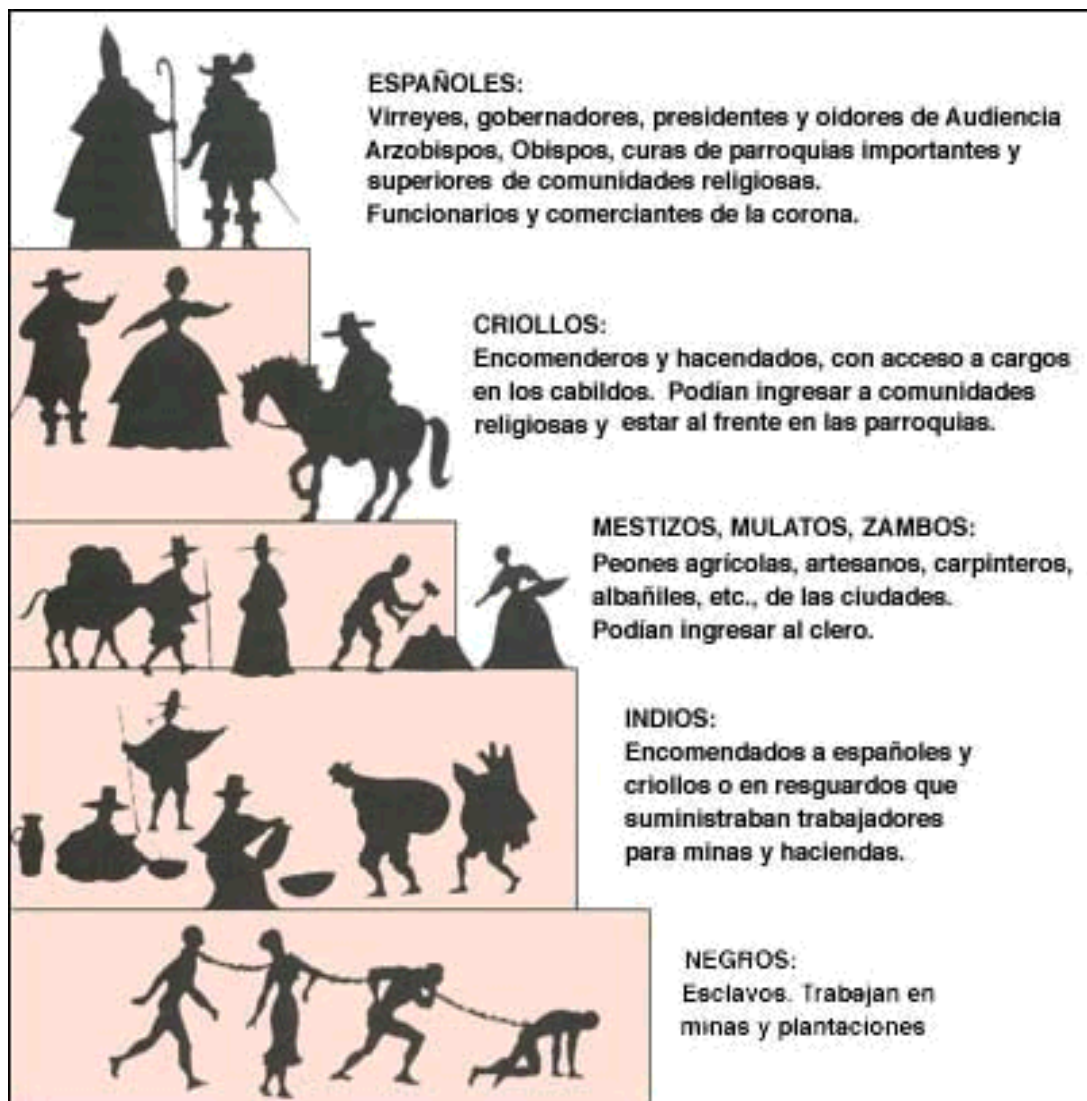 ESPAÑOLES:
Virreyes, gobernadores, presidentes y oidores de Audiencia
Arzobispos, Obispos, curas de parroquias importantes y
superiores de comunidades religiosas.
Funcionarios y comerciantes de la corona.
CRIOLLOS:
Encomenderos y hacendados, con acceso a cargos
en los cabildos. Podían ingresar a comunidades
religiosas y estar al frente en las parroquias.
MESTIZOS, MULATOS, ZAMBOS:
Peones agrícolas, artesanos, carpinteros,
albañiles, etc., de las ciudades.
Podían ingresar al clero.
INDIOS:
Encomendados a españoles y
criollos o en resguardos que
suministraban trabajadores
para minas y haciendas.
NEGROS:
Esclavos. Trabajan en
minas y plantaciones